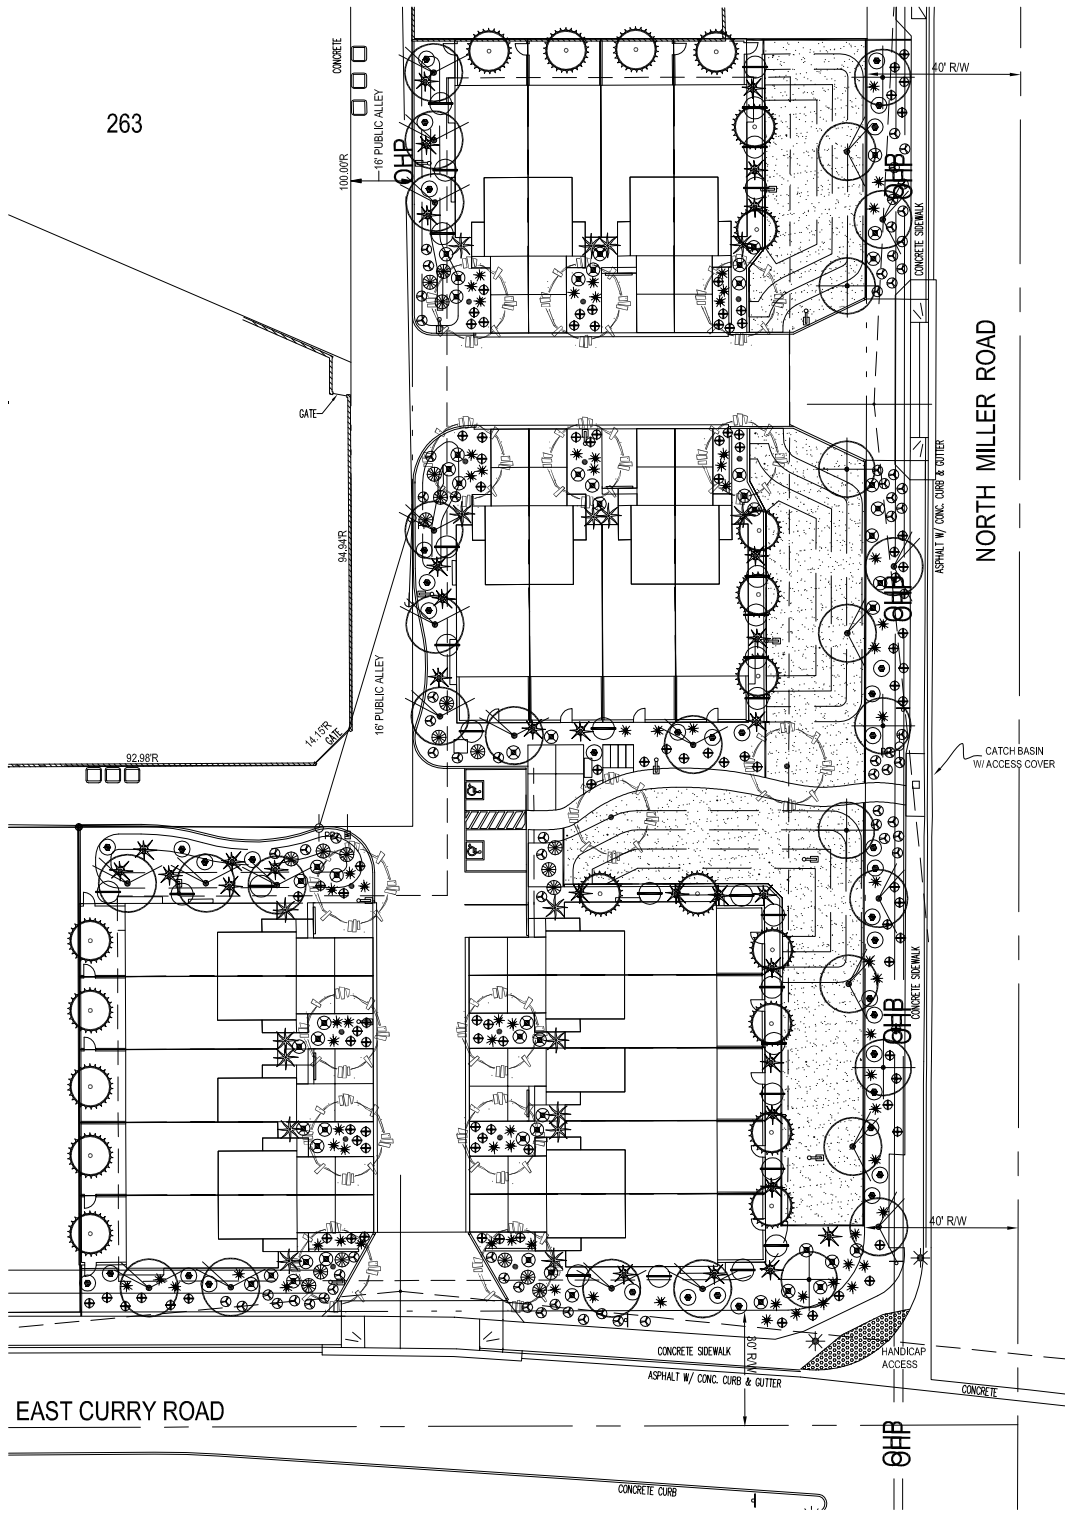 CONCRETE
263
16' PUBLIC ALLEY
100.00'R
OHP
40' R/W
OHP
CONCRETE SIDEWALK
NORTH MILLER ROAD
GATE
ASPHALT W/ CONC. CURB & GUTTER
94.94'R
OHP
16' PUBLIC ALLEY
14.15'R
GATE
92.98'R
CATCH BASIN
W/ ACCESS COVER
CONCRETE SIDEWALK
OHP
40' R/W
30' R/W
HANDICAP
ACCESS
CONCRETE SIDEWALK
ASPHALT W/ CONC. CURB & GUTTER
CONCRETE
EAST CURRY ROAD
OHP
CONCRETE CURB